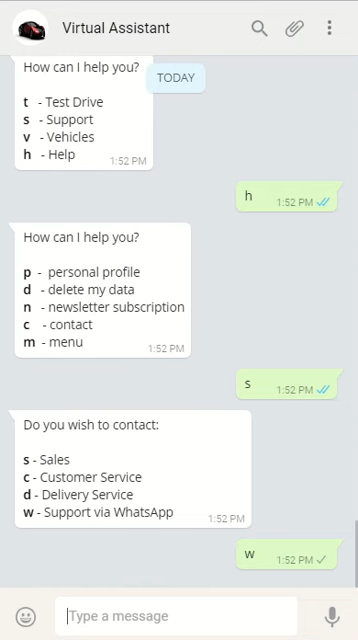 Virtual Assistant
How can I help you?
TODAY
t - Test Drive
s - Support
v - Vehicles
h - Help
1:52 PM
h
1:52 PM
How can I help you?
p - personal profile
d - delete my data
n - newsletter subscription
c - contact
m - menu
1:52 PM
s
1:52 PM
Do you wish to contact:
s - Sales
c - Customer Service
d - Delivery Service
w - Support via WhatsApp
1:52 PM
w
1:52 PM
Type a message